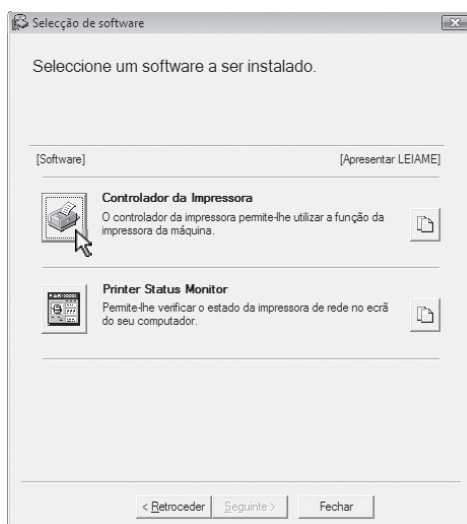 Selecção de software
Seleccione um software a ser instalado.
[Software] [Apresentar LEIAME]
Controlador da Impressora
O controlador da impressora permite-lhe utilizar a função da
impressora da máquina.
Printer Status Monitor
Permite-lhe verificar o estado da impressora de rede no ecrã
do seu computador.
< Retroceder Seguinte > Fechar